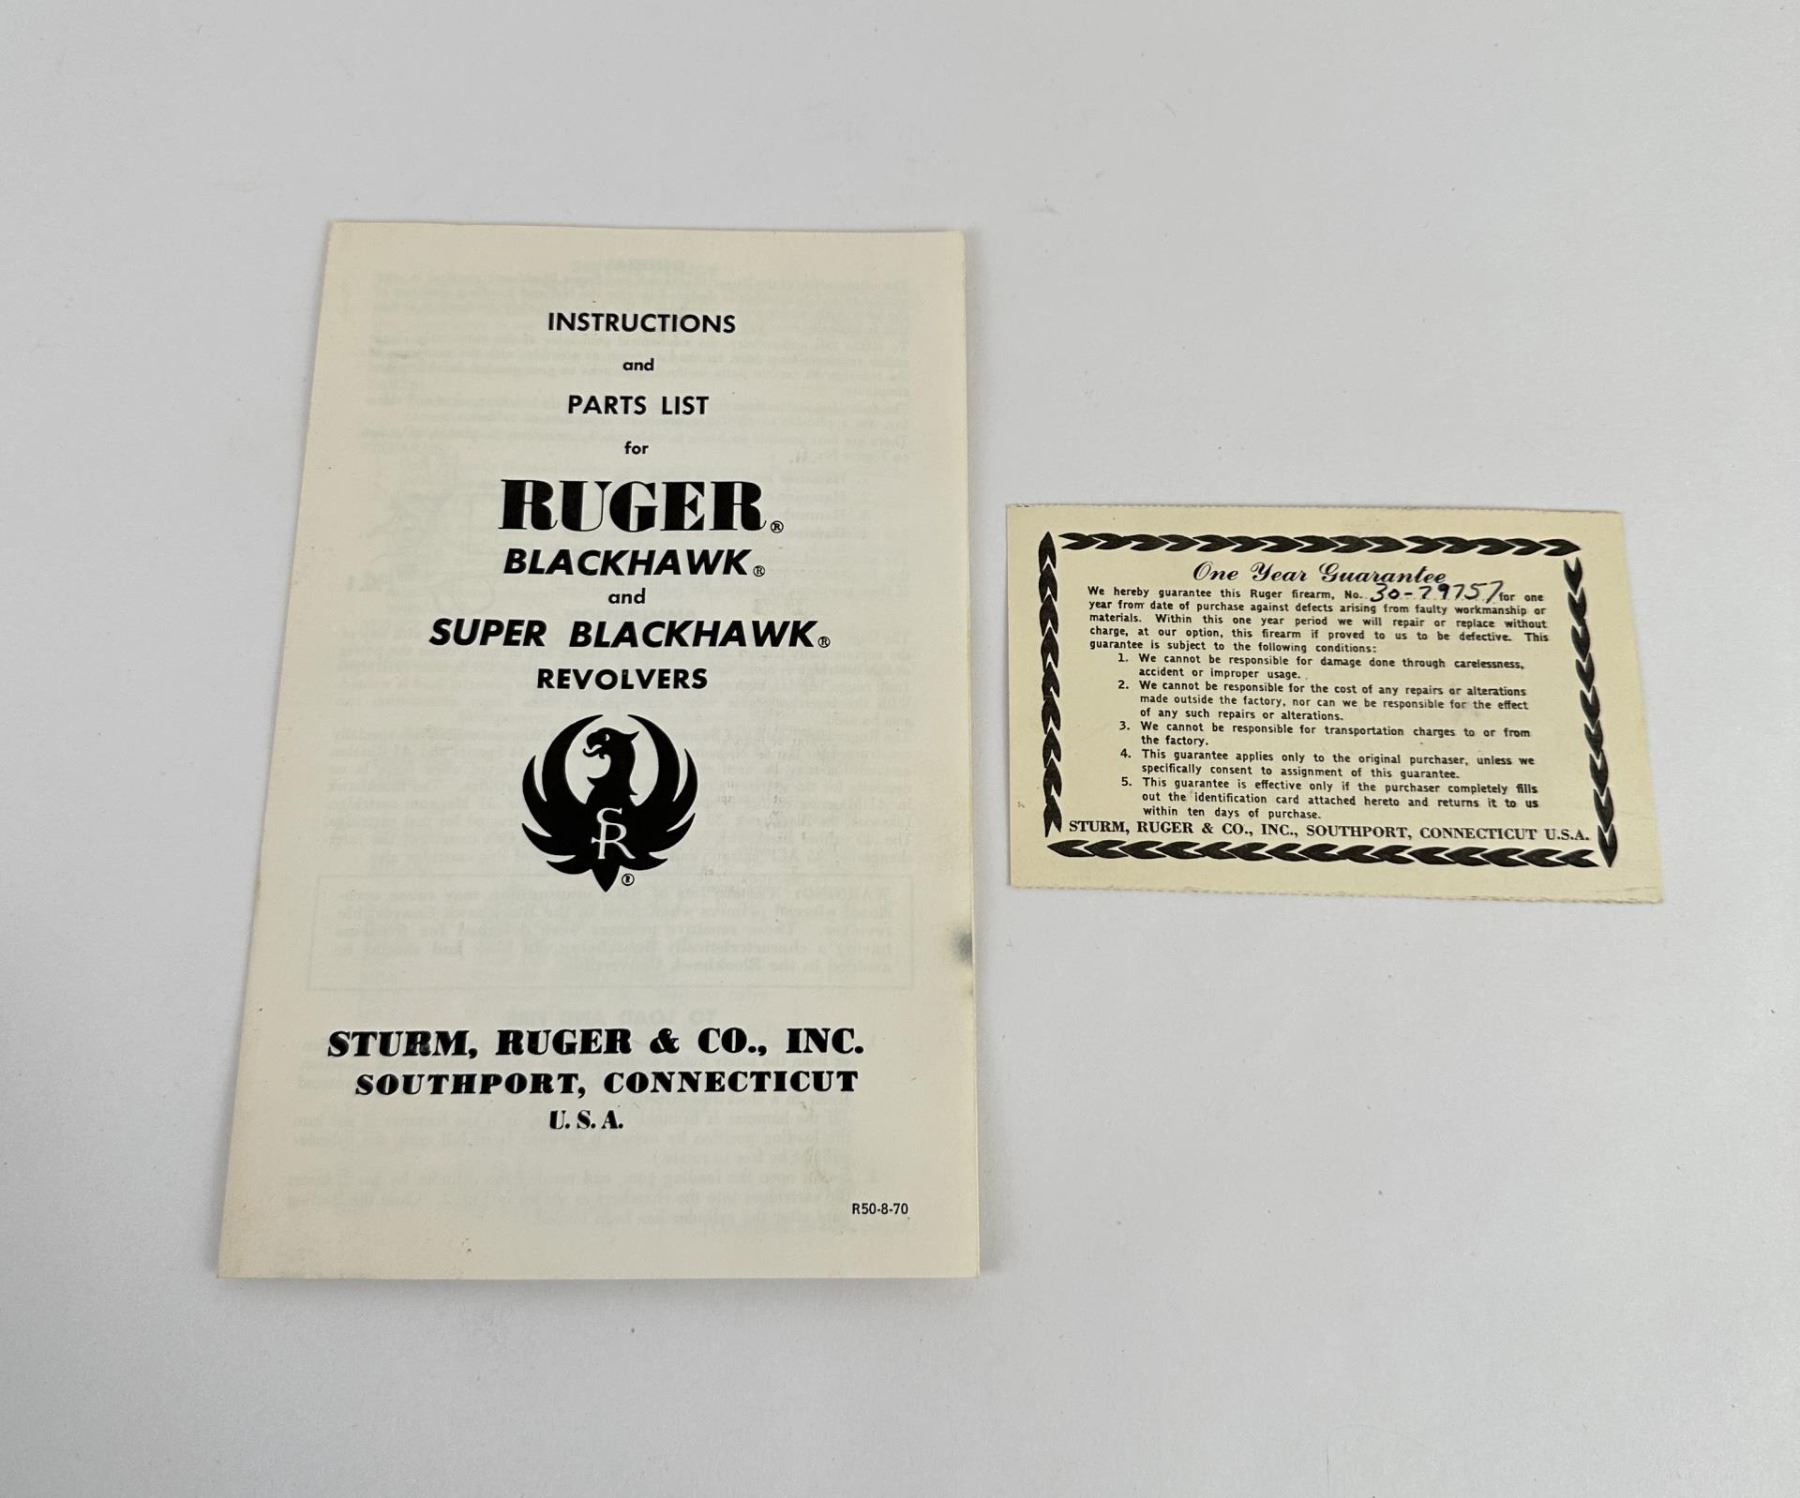 INSTRUCTIONS
and
PARTS LIST
for
RUGER®
BLACKHAWK®
and
SUPER BLACKHAWK®
REVOLVERS
SR
®
STURM, RUGER & CO., INC.
SOUTHPORT, CONNECTICUT
U. S. A.
R50-8-70
One Year Guarantee
We hereby guarantee this Ruger firearm, No. 30-79757 for one
year from date of purchase against defects arising from faulty workmanship or
materials. Within this one year period we will repair or replace without
charge, at our option, this firearm if proved to us to be defective. This
guarantee is subject to the following conditions:
1. We cannot be responsible for damage done through carelessness,
accident or improper usage.
2. We cannot be responsible for the cost of any repairs or alterations
made outside the factory, nor can we be responsible for the effect
of any such repairs or alterations.
3. We cannot be responsible for transportation charges to or from
the factory.
4. This guarantee applies only to the original purchaser, unless we
specifically consent to assignment of this guarantee.
5. This guarantee is effective only if the purchaser completely fills
out the identification card attached hereto and returns it to us
within ten days of purchase.
STURM, RUGER & CO., INC., SOUTHPORT, CONNECTICUT U.S.A.